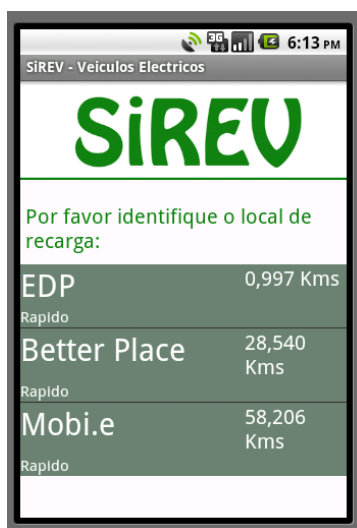 3G 6:13 PM
SiREV - Veiculos Electricos
SiREV
Por favor identifique o local de
recarga:
EDP 0,997 Kms
Rapido
Better Place 28,540
Kms
Rapido
Mobi.e 58,206
Kms
Rapido